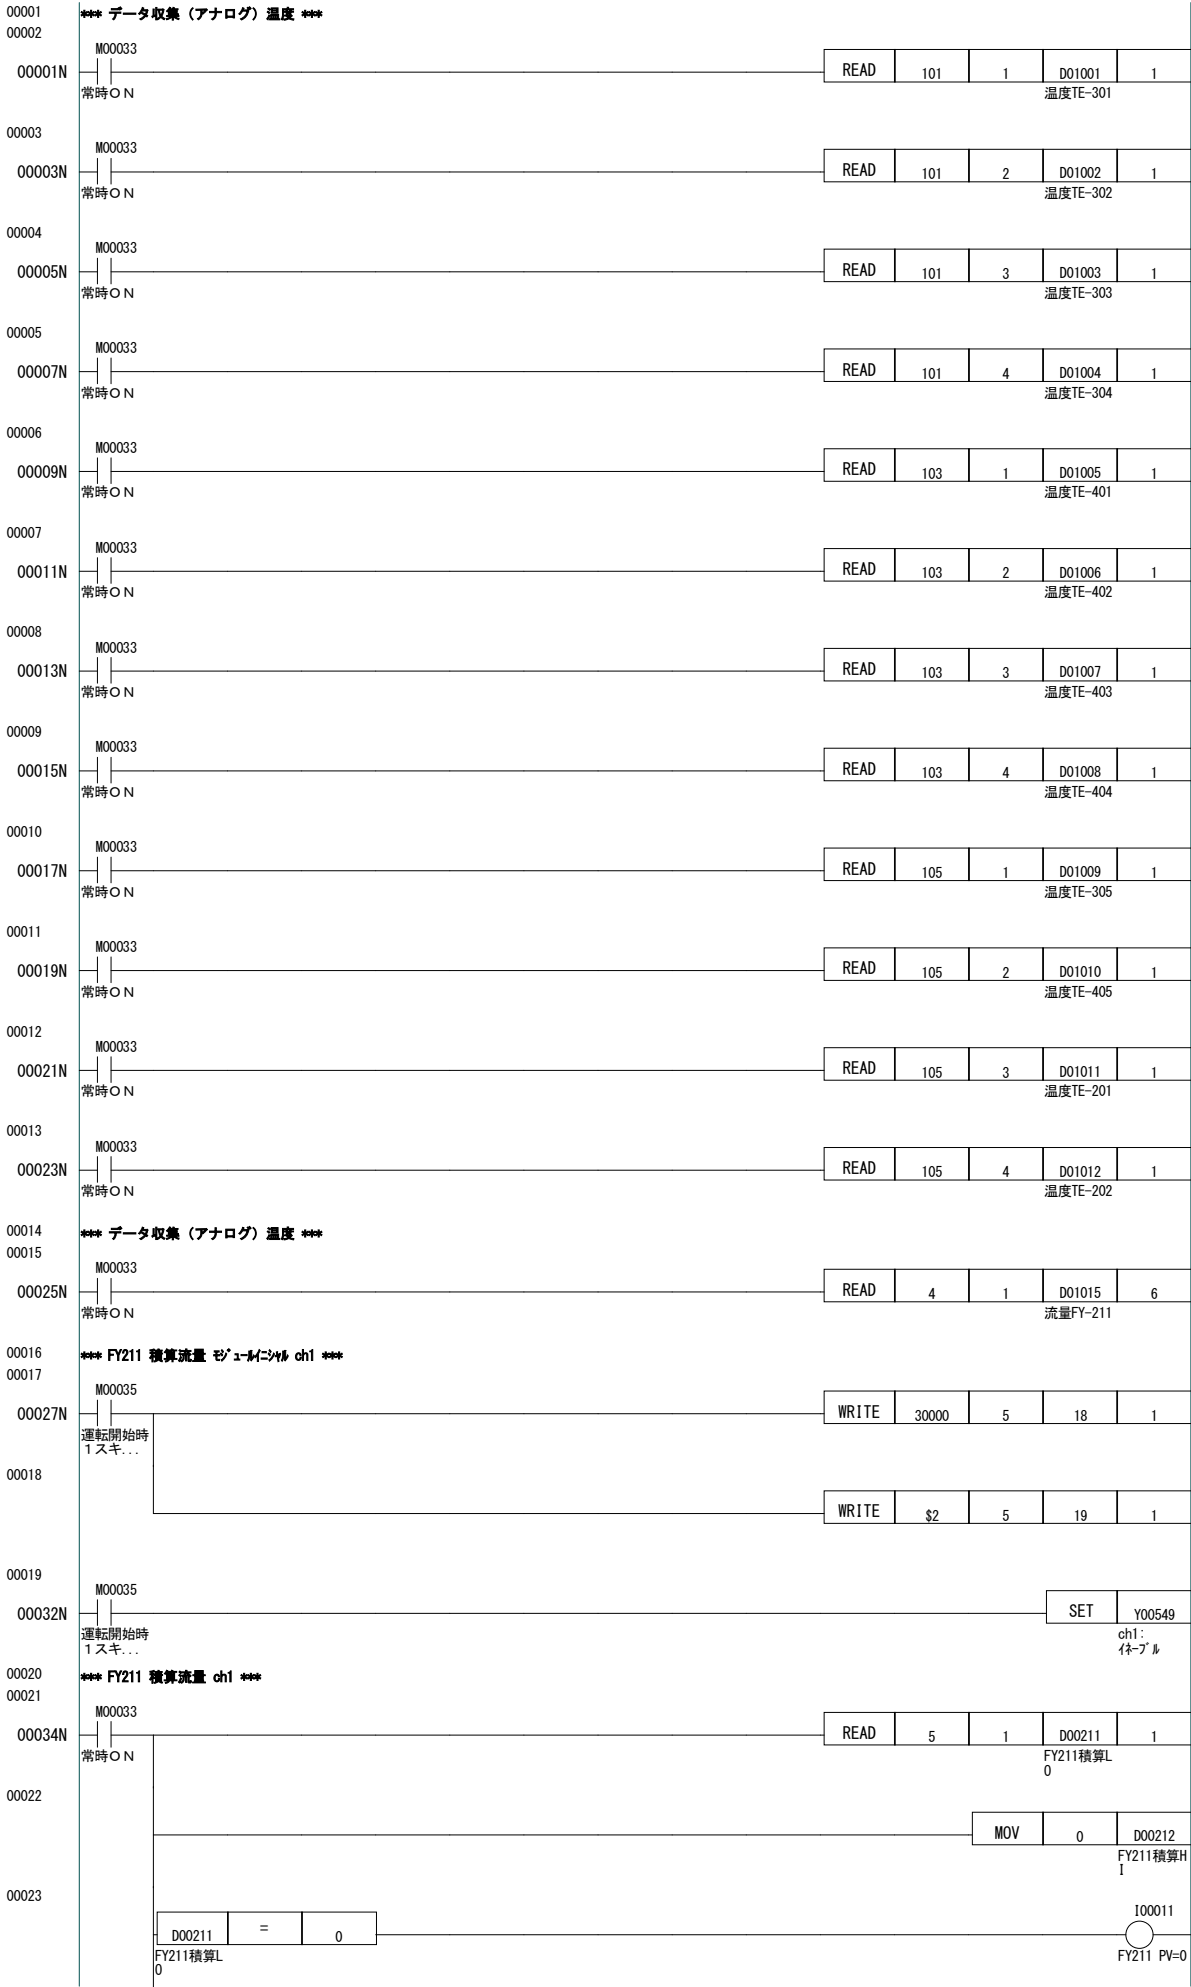 00001 *** データ収集（アナログ）温度 ***
00002
M00033
00001N READ 101 1 D01001 1
常時ＯＮ 温度TE-301
00003
M00033
00003N READ 101 2 D01002 1
常時ＯＮ 温度TE-302
00004
M00033
00005N READ 101 3 D01003 1
常時ＯＮ 温度TE-303
00005
M00033
00007N READ 101 4 D01004 1
常時ＯＮ 温度TE-304
00006
M00033
00009N READ 103 1 D01005 1
常時ＯＮ 温度TE-401
00007
M00033
00011N READ 103 2 D01006 1
常時ＯＮ 温度TE-402
00008
M00033
00013N READ 103 3 D01007 1
常時ＯＮ 温度TE-403
00009
M00033
00015N READ 103 4 D01008 1
常時ＯＮ 温度TE-404
00010
M00033
00017N READ 105 1 D01009 1
常時ＯＮ 温度TE-305
00011
M00033
00019N READ 105 2 D01010 1
常時ＯＮ 温度TE-405
00012
M00033
00021N READ 105 3 D01011 1
常時ＯＮ 温度TE-201
00013
M00033
00023N READ 105 4 D01012 1
常時ＯＮ 温度TE-202
00014 *** データ収集（アナログ）温度 ***
00015
M00033
00025N READ 4 1 D01015 6
常時ＯＮ 流量FY-211
00016 *** FY211 積算流量 ﾓｼﾞｭｰﾙｲﾆｼｬﾙ ch1 ***
00017
M00035
00027N WRITE 30000 5 18 1
運転開始時
１スキ...
00018
WRITE $2 5 19 1
00019
M00035
00032N SET Y00549
運転開始時 ch1:
１スキ... ｲﾈｰﾌﾞﾙ
00020 *** FY211 積算流量 ch1 ***
00021
M00033
00034N READ 5 1 D00211 1
常時ＯＮ FY211積算L
O
00022
MOV 0 D00212
FY211積算H
I
00023
I00011
D00211 = 0
FY211積算L FY211 PV=0
O